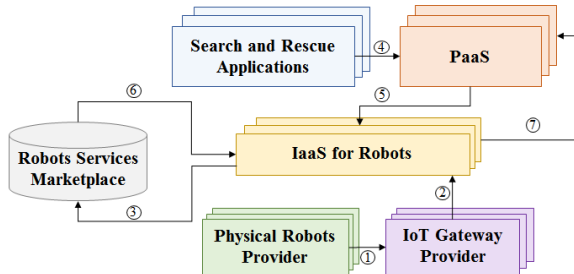 Search and Rescue
Applications
④
PaaS
⑤
⑥
⑦
Robots Services
Marketplace
IaaS for Robots
③
②
Physical Robots
Provider
①
IoT Gateway
Provider